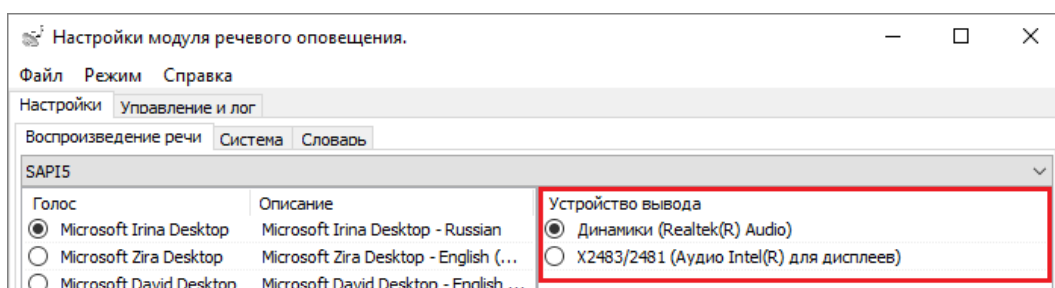 Настройки модуля речевого оповещения.
Файл Режим Справка
Настройки Управление и лог
Воспроизведение речи Система Словарь
SAPI5
Голос Описание Устройство вывода
Microsoft Irina Desktop Microsoft Irina Desktop - Russian Динамики (Realtek(R) Audio)
Microsoft Zira Desktop Microsoft Zira Desktop - English (... X2483/2481 (Аудио Intel(R) для дисплеев)
Microsoft David Desktop Microsoft David Desktop - English ...